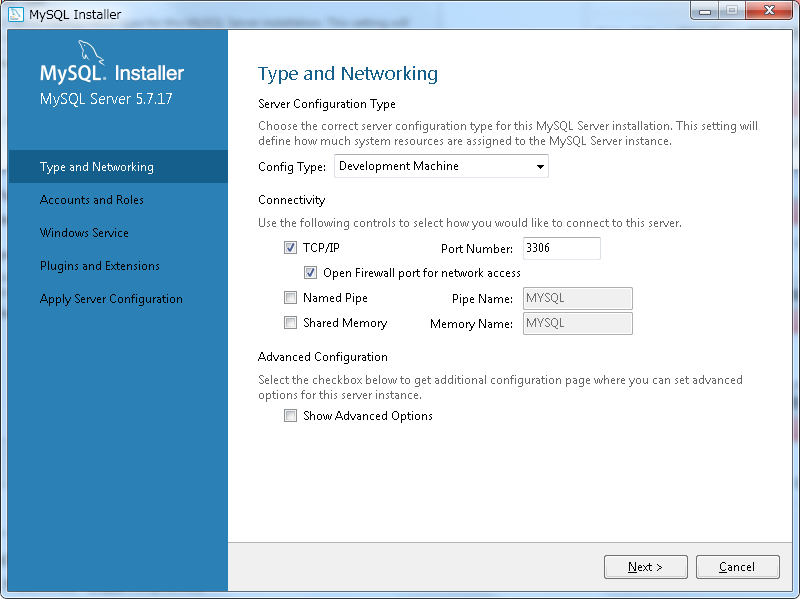 MySQL Installer
MySQL. Installer
MySQL Server 5.7.17
Type and Networking
Accounts and Roles
Windows Service
Plugins and Extensions
Apply Server Configuration
Type and Networking
Server Configuration Type
Choose the correct server configuration type for this MySQL Server installation. This setting will
define how much system resources are assigned to the MySQL Server instance.
Config Type: Development Machine
Connectivity
Use the following controls to select how you would like to connect to this server.
TCP/IP Port Number: 3306
Open Firewall port for network access
Named Pipe Pipe Name: MYSQL
Shared Memory Memory Name: MYSQL
Advanced Configuration
Select the checkbox below to get additional configuration page where you can set advanced
options for this server instance.
Show Advanced Options
Next > Cancel